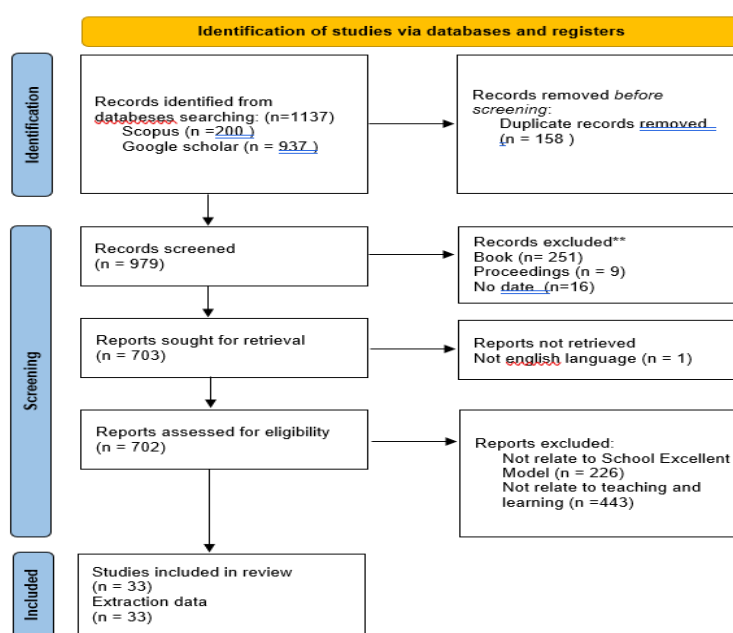 Identification of studies via databases and registers
Identification
Records identified from
databeses searching: (n=1137)
Scopus (n =200 )
Google scholar (n = 937 )
Records removed before
screening:
Duplicate records removed
(n = 158 )
Screening
Records screened
(n = 979)
Records excluded**
Book (n= 251)
Proceedings (n = 9)
No date (n=16)
Reports sought for retrieval
(n = 703)
Reports not retrieved
Not english language (n = 1)
Reports assessed for eligibility
(n = 702)
Reports excluded:
Not relate to School Excellent
Model (n = 226)
Not relate to teaching and
learning (n =443)
Included
Studies included in review
(n = 33)
Extraction data
(n = 33)